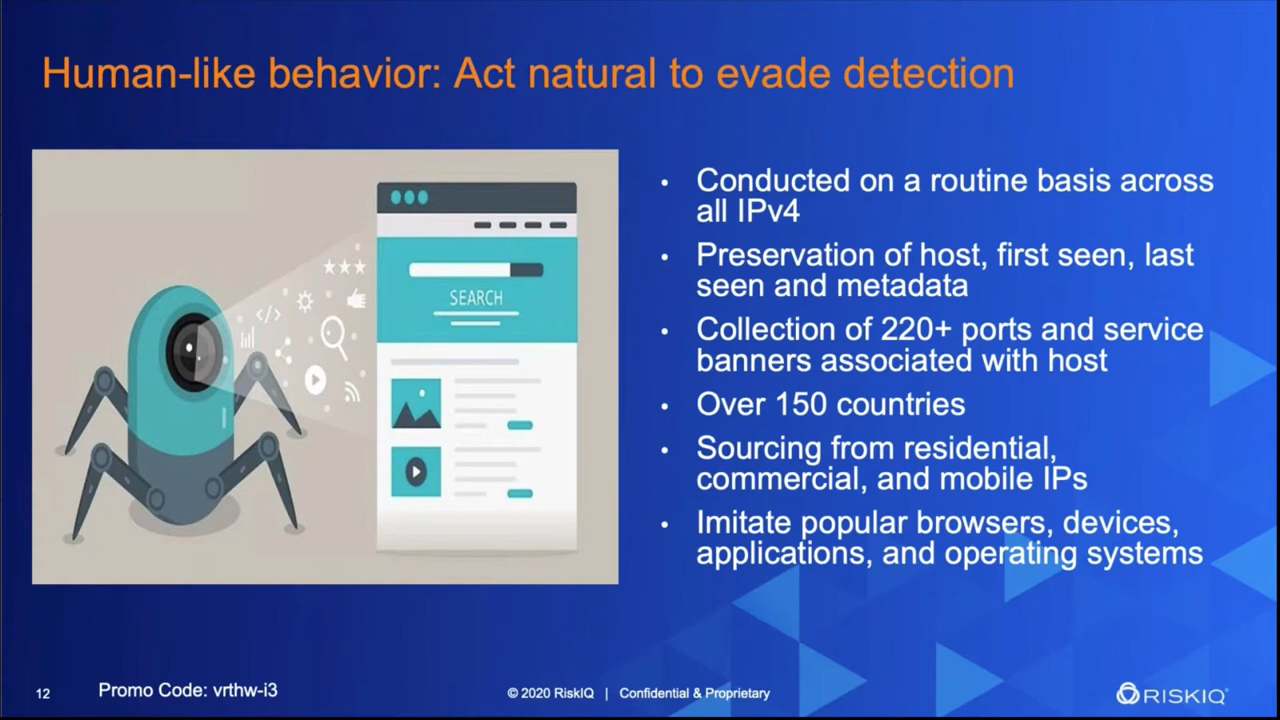 Human-like behavior: Act natural to evade detection
</>
SEARCH
• Conducted on a routine basis across
all IPv4
• Preservation of host, first seen, last
seen and metadata
• Collection of 220+ ports and service
banners associated with host
• Over 150 countries
• Sourcing from residential,
commercial, and mobile IPs
• Imitate popular browsers, devices,
applications, and operating systems
12
Promo Code: vrthw-i3
© 2020 RiskIQ | Confidential & Proprietary
RISKIQ